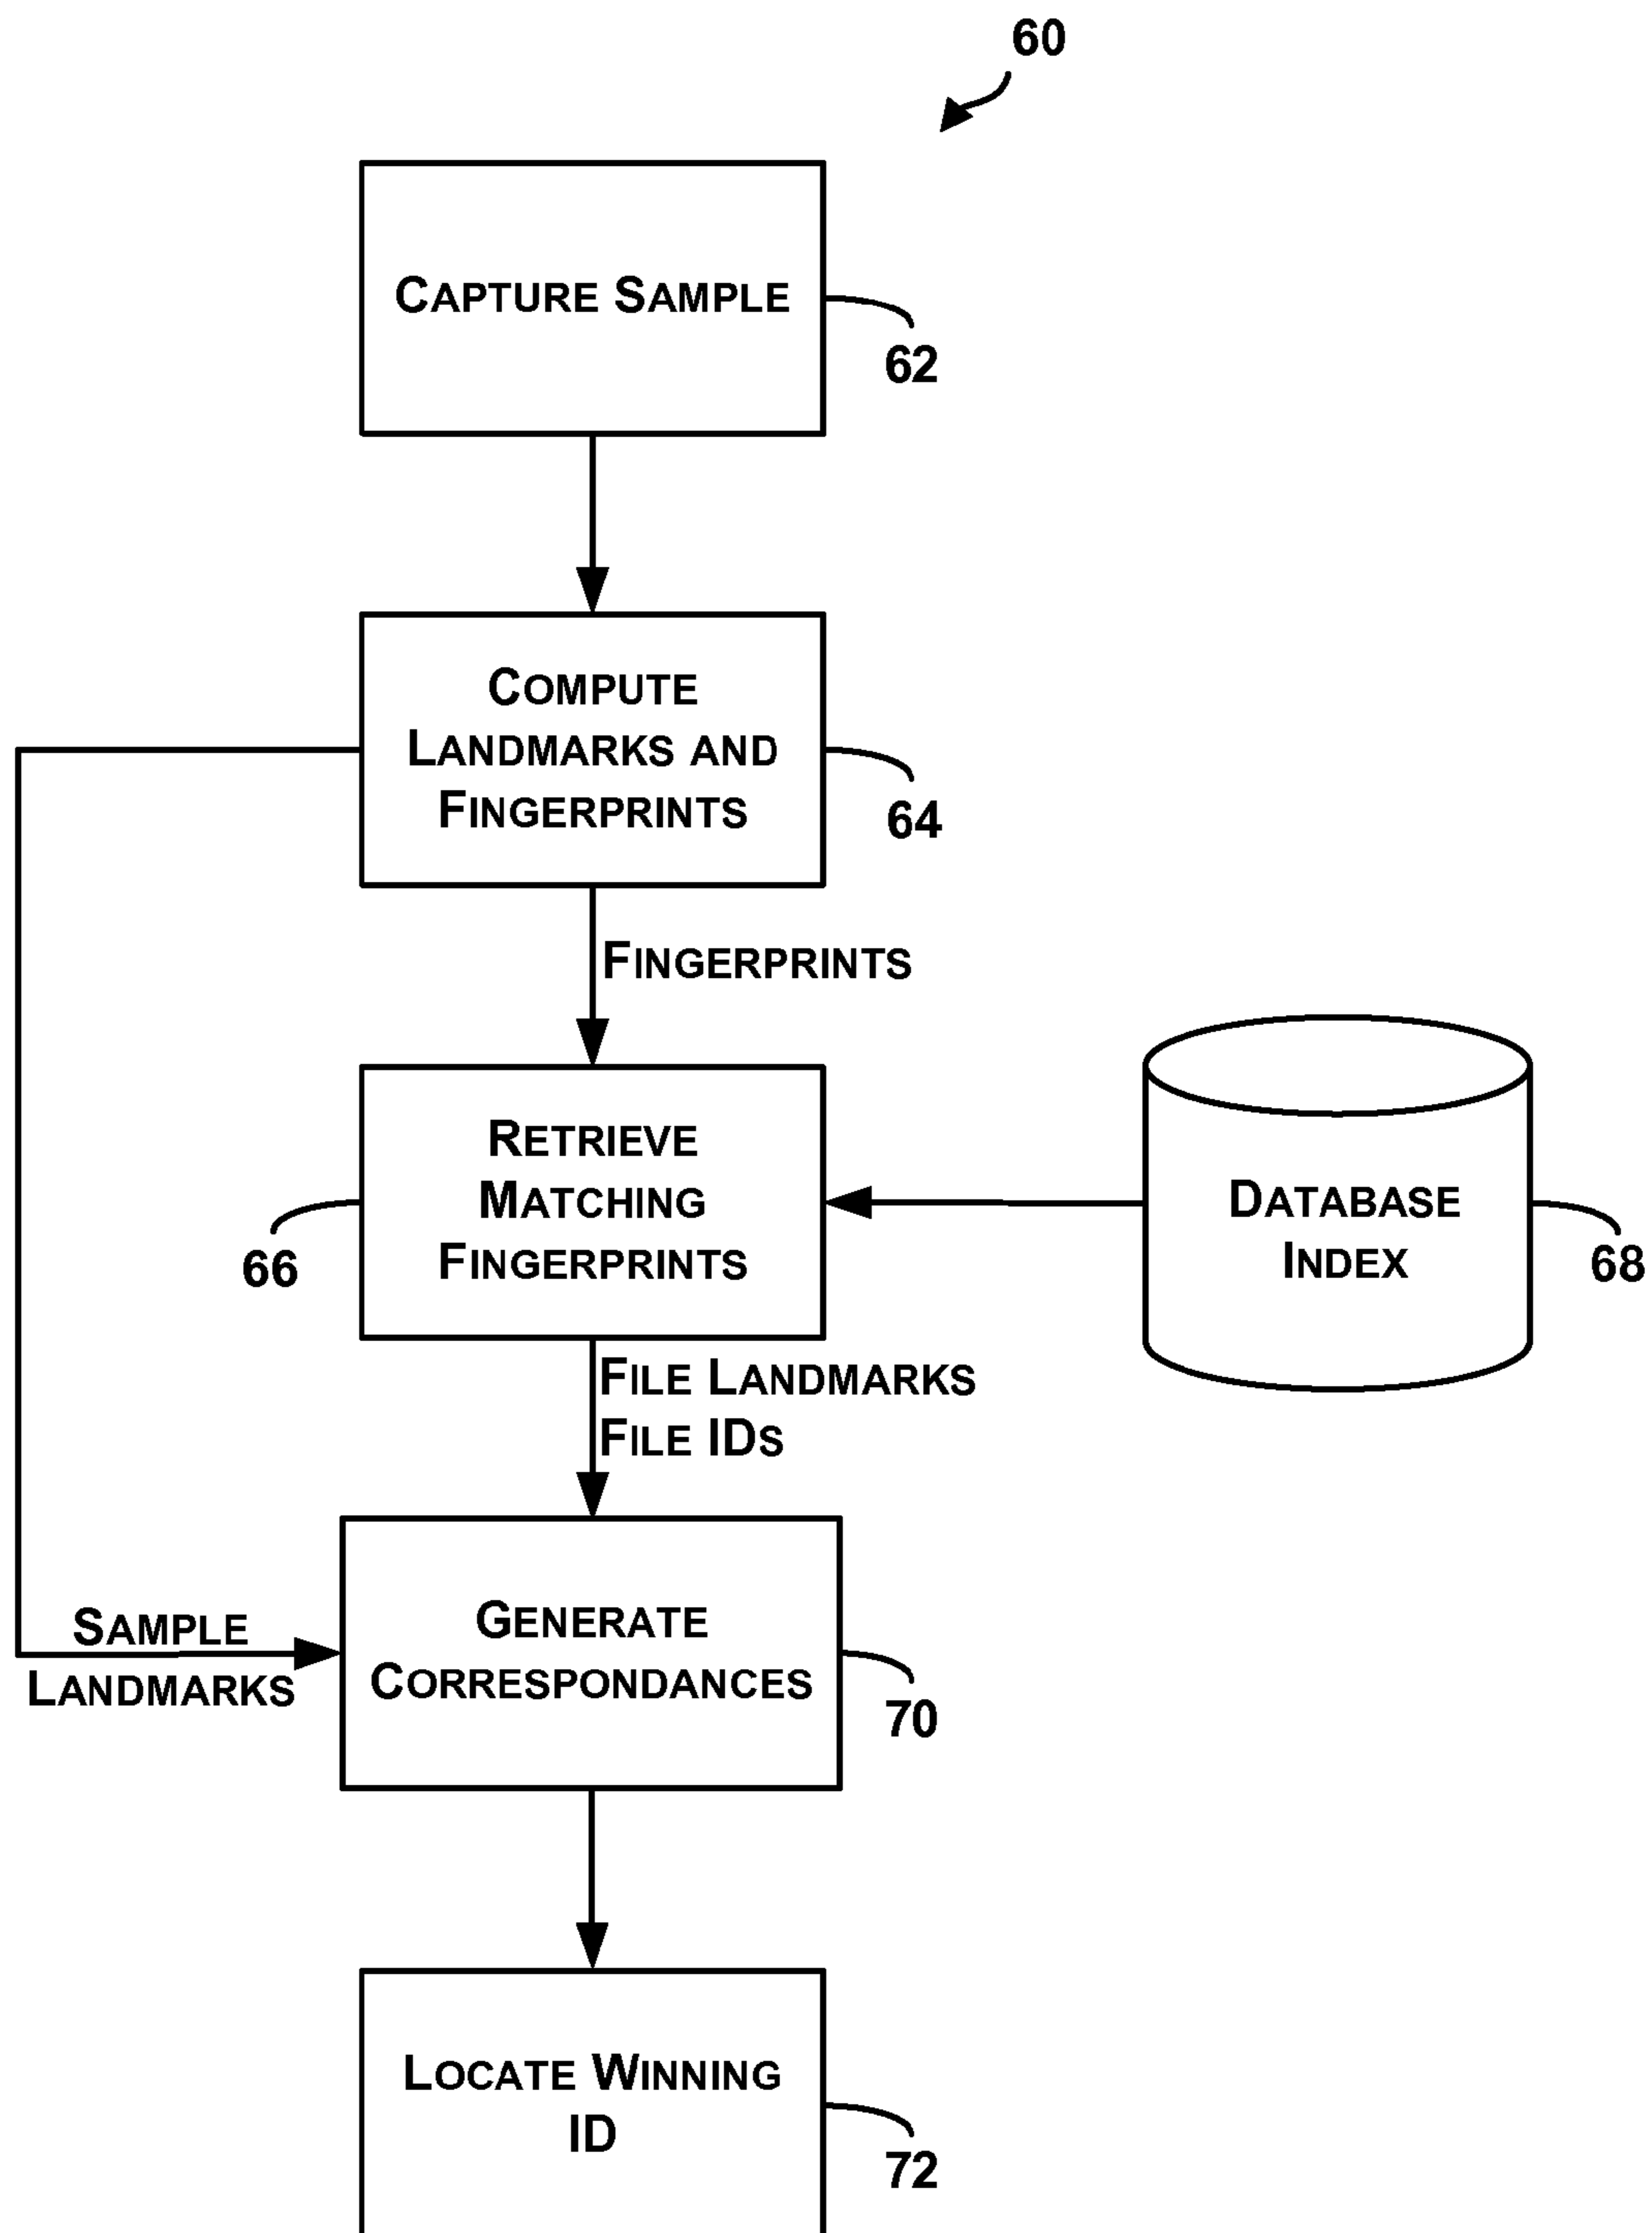 60
CAPTURE SAMPLE
62
COMPUTE
LANDMARKS AND
FINGERPRINTS
64
FINGERPRINTS
RETRIEVE
MATCHING
FINGERPRINTS
66
DATABASE
INDEX
68
FILE LANDMARKS
FILE IDS
SAMPLE
LANDMARKS
GENERATE
CORRESPONDANCES
70
LOCATE WINNING
ID
72